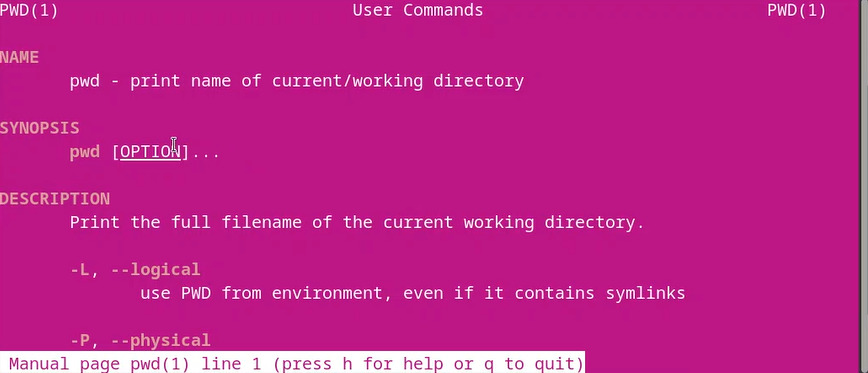 PWD(1) User Commands PWD(1)
NAME
pwd - print name of current/working directory
SYNOPSIS
pwd [OPTION]...
DESCRIPTION
Print the full filename of the current working directory.
-L, --logical
use PWD from environment, even if it contains symlinks
-P, --physical
Manual page pwd(1) line 1 (press h for help or q to quit)